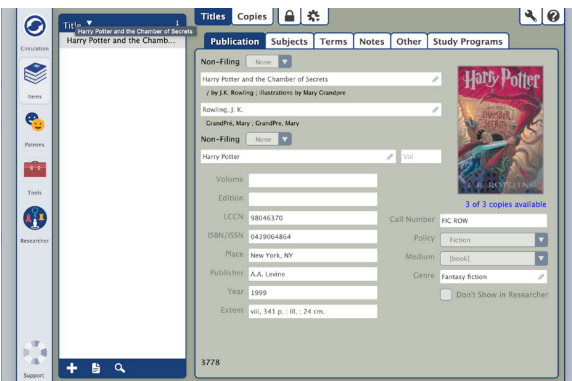 Titles Copies
Title 1
Harry Potter and the Chamber of Secrets
Harry Potter and the Chamb...
Circulation
Items
Patrons
Tools
Researcher
Support
Publication Subjects Terms Notes Other Study Programs
Non-Filing None
Harry Potter and the Chamber of Secrets
/ by J.K. Rowling ; illustrations by Mary Grandpre
Rowling, J. K.
GrandPré, Mary ; GrandPre, Mary
Non-Filing None
Harry Potter Vol
Harry Potter
CHAMBER
SECRETS
J. K. ROWLING
3 of 3 copies available
Volume
Edition
LCCN 98046370
ISBN/ISSN 0439064864
Place New York, NY
Publisher A.A. Levine
Year 1999
Extent viii, 341 p. : ill. ; 24 cm.
Call Number FIC ROW
Policy Fiction
Medium [book]
Genre Fantasy fiction
Don't Show in Researcher
3778